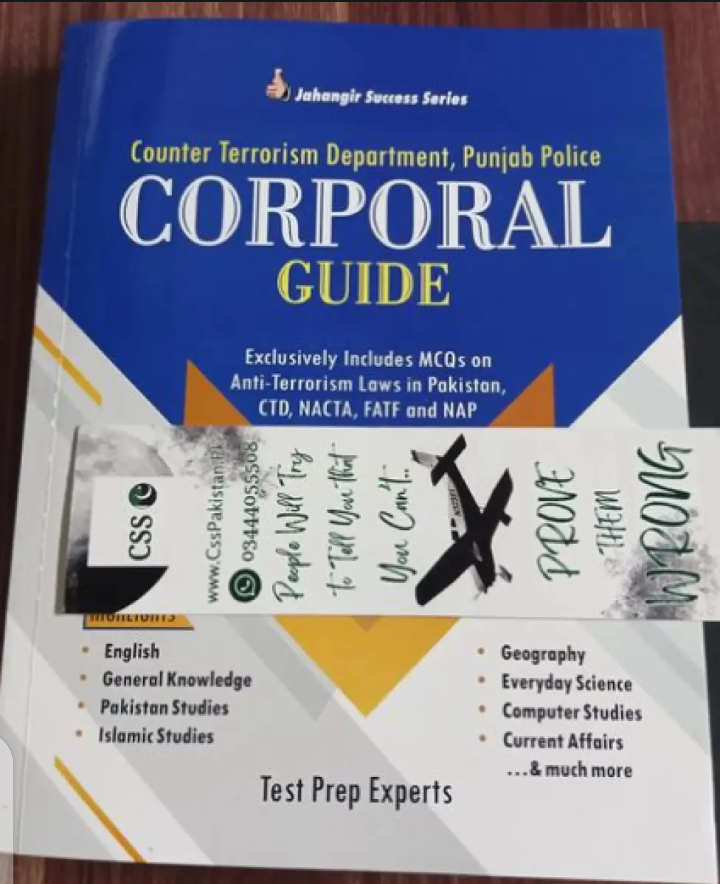 Jahangir Success Series
Counter Terrorism Department, Punjab Police
CORPORAL
GUIDE
Exclusively Includes MCQs on
Anti-Terrorism Laws in Pakistan,
CTD, NACTA, FATF and NAP
CSS
03444055508
People Will Try
to Tell You that
You Can't..
PROVE
THEM
WRONG
HIGHLIGHTS
English
General Knowledge
Pakistan Studies
Islamic Studies
Geography
Everyday Science
Computer Studies
Current Affairs
...& much more
Test Prep Experts